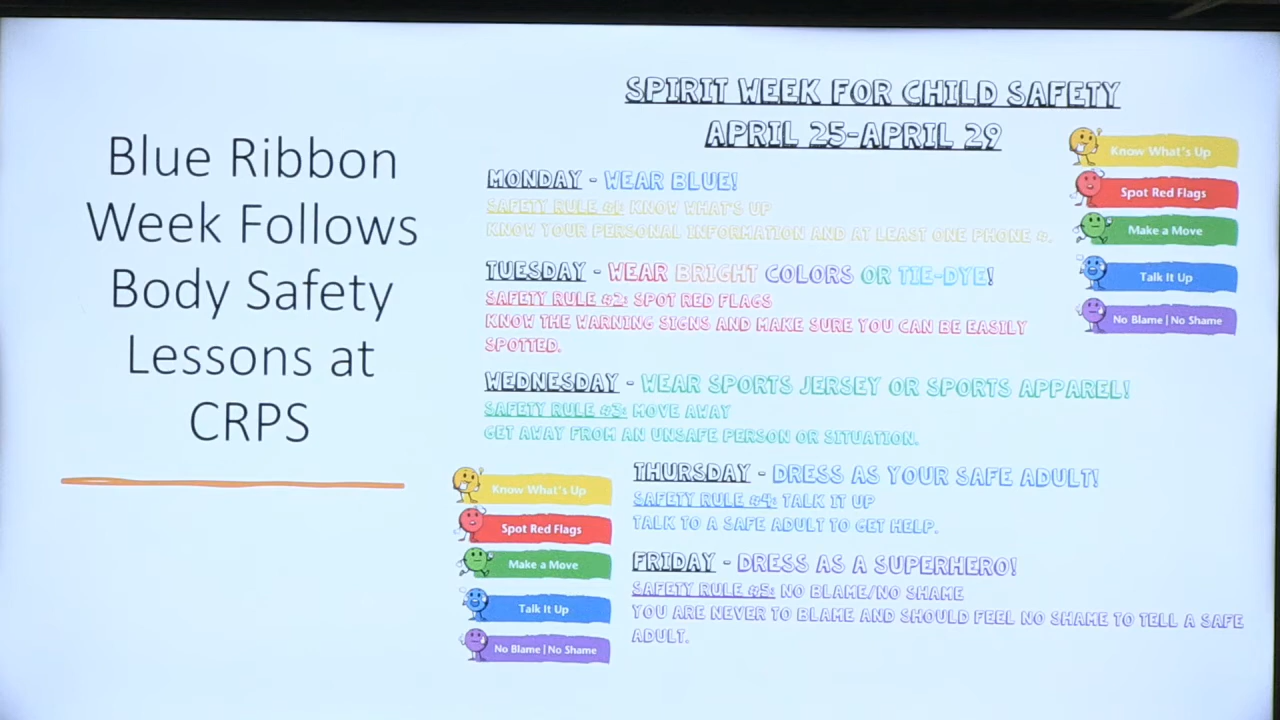 Blue Ribbon
Week Follows
Body Safety
Lessons at
CRPS
SPIRIT WEEK FOR CHILD SAFETY
APRIL 25-APRIL 29
MONDAY - WEAR BLUE!
SAFETY RULE #1: KNOW WHAT'S UP
KNOW YOUR PERSONAL INFORMATION AND AT LEAST ONE PHONE #.
TUESDAY - WEAR BRIGHT COLORS OR TIE-DYE!
SAFETY RULE #2: SPOT RED FLAGS
KNOW THE WARNING SIGNS AND MAKE SURE YOU CAN BE EASILY
SPOTTED.
WEDNESDAY - WEAR SPORTS JERSEY OR SPORTS APPAREL!
SAFETY RULE #3: MOVE AWAY
GET AWAY FROM AN UNSAFE PERSON OR SITUATION.
THURSDAY - DRESS AS YOUR SAFE ADULT!
SAFETY RULE #4: TALK IT UP
TALK TO A SAFE ADULT TO GET HELP.
FRIDAY - DRESS AS A SUPERHERO!
SAFETY RULE #5: NO BLAME/NO SHAME
YOU ARE NEVER TO BLAME AND SHOULD FEEL NO SHAME TO TELL A SAFE
ADULT.
Know What's Up
Spot Red Flags
Make a Move
Talk It Up
No Blame | No Shame
Know What's Up
Spot Red Flags
Make a Move
Talk It Up
No Blame | No Shame